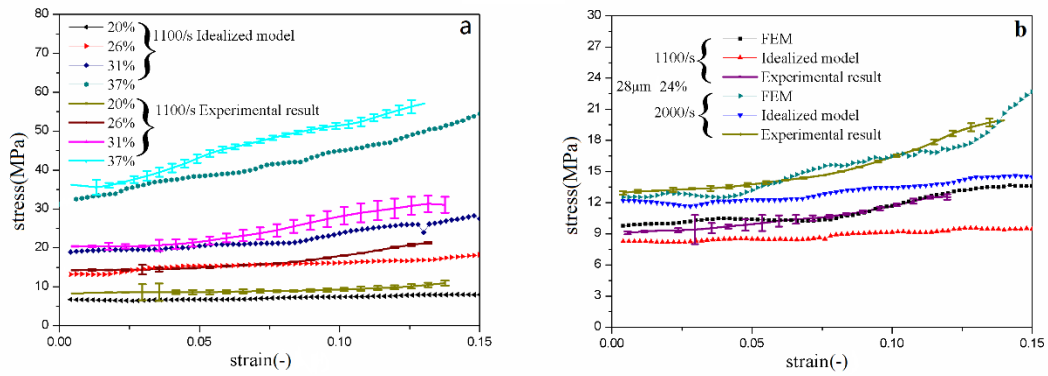 a
80
70
60
50
40
30
20
10
0
stress(MPa)
20%
26%
31%
37%
1100/s Idealized model
20%
26%
31%
37%
1100/s Experimental result
0.00
0.05
0.10
0.15
strain(-)
b
30
27
24
21
18
15
12
9
6
3
0
stress(MPa)
28μm 24%
1100/s
FEM
Idealized model
Experimental result
2000/s
FEM
Idealized model
Experimental result
0.00
0.05
0.10
0.15
strain(-)